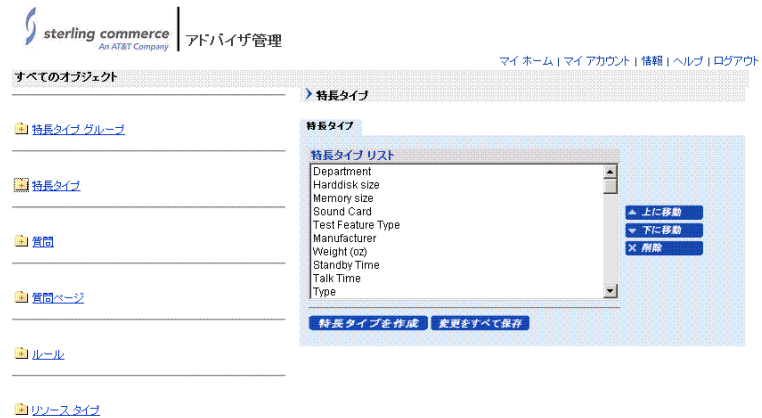 sterling commerce
An AT&T Company
アドバイザ管理
マイ ホーム | マイ アカウント | 情報 | ヘルプ | ログアウト
すべてのオブジェクト
特長タイプ グループ
特長タイプ
質問
質問ページ
ルール
リソース タイプ
特長タイプ
特長タイプ
特長タイプ リスト
Department
Harddisk size
Memory size
Sound Card
Test Feature Type
Manufacturer
Weight (oz)
Standby Time
Talk Time
Type
上に移動
下に移動
削除
特長タイプを作成
変更をすべて保存